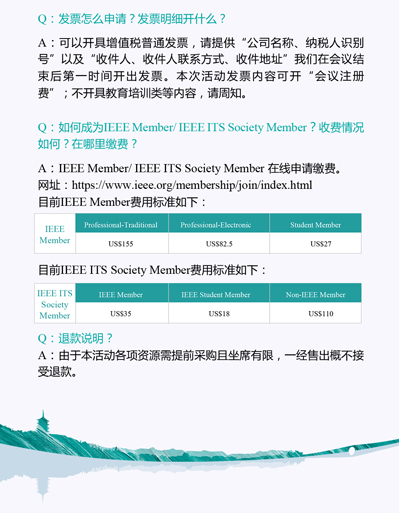 Q：发票怎么申请？发票明细开什么？
A：可以开具增值税普通发票，请提供“公司名称、纳税人识别
号”以及“收件人、收件人联系方式、收件地址”我们在会议结
束后第一时间开出发票。本次活动发票内容可开“会议注册
费”；不开具教育培训类等内容，请周知。
Q：如何成为IEEE Member/ IEEE ITS Society Member？收费情况
如何？在哪里缴费？
A：IEEE Member/ IEEE ITS Society Member 在线申请缴费。
网址：https://www.ieee.org/membership/join/index.html
目前IEEE Member费用标准如下：
IEEE Member Professional-Traditional Professional-Electronic Student Member
US$155 US$82.5 US$27
目前IEEE ITS Society Member费用标准如下：
IEEE ITS Society Member IEEE Member IEEE Student Member Non-IEEE Member
US$35 US$18 US$110
Q：退款说明？
A：由于本活动各项资源需提前采购且坐席有限，一经售出概不接
受退款。